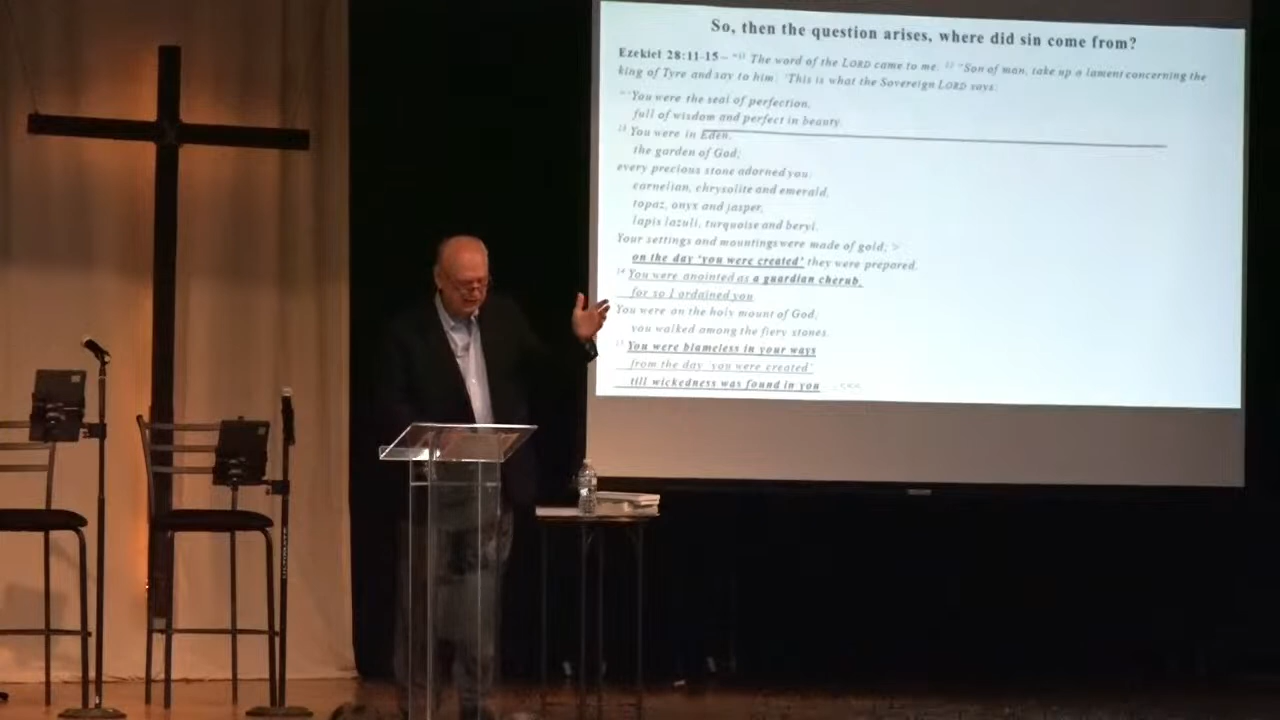 So, then the question arises, where did sin come from?
Ezekiel 28:11-15 – "11 The word of the LORD came to me: 12 "Son of man, take up a lament concerning the
king of Tyre and say to him: 'This is what the Sovereign LORD says:
"'You were the seal of perfection,
full of wisdom and perfect in beauty.
13 You were in Eden,
the garden of God;
every precious stone adorned you:
carnelian, chrysolite and emerald,
topaz, onyx and jasper,
lapis lazuli, turquoise and beryl.
Your settings and mountings were made of gold; >
on the day 'you were created' they were prepared.
14 You were anointed as a guardian cherub,
for so I ordained you
You were on the holy mount of God;
you walked among the fiery stones.
15 You were blameless in your ways
from the day 'you were created'
till wickedness was found in you